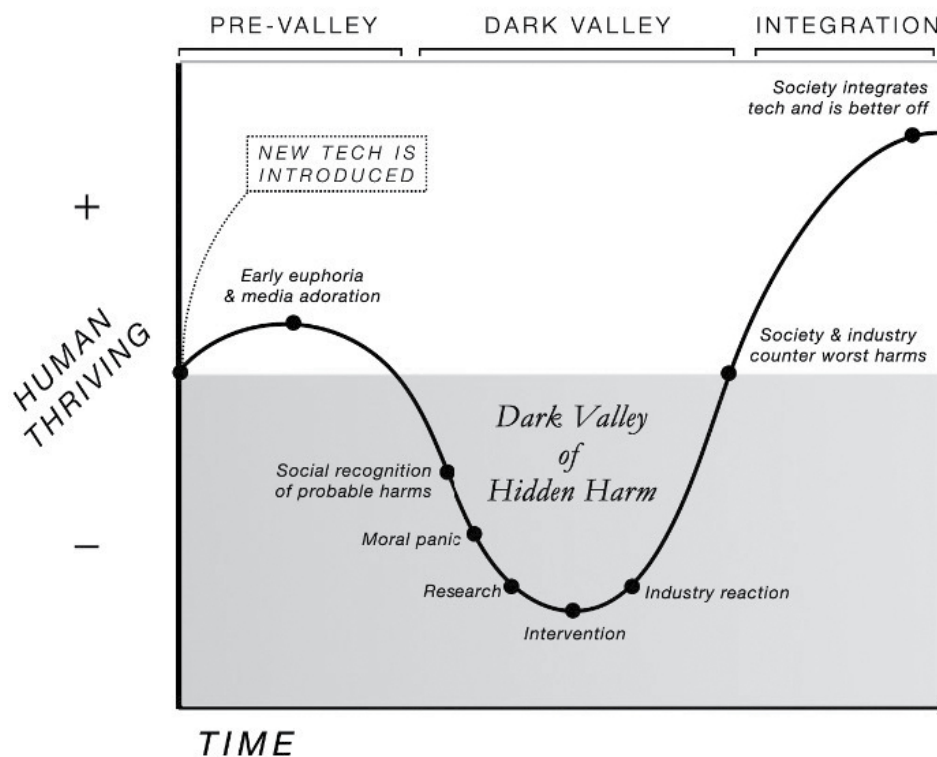 PRE-VALLEY
DARK VALLEY
INTEGRATION
Society integrates
tech and is better off
NEW TECH IS
INTRODUCED
+
Early euphoria
& media adoration
HUMAN
THRIVING
Society & industry
counter worst harms
Dark Valley
of
Hidden Harm
Social recognition
of probable harms
Moral panic
–
Research
Industry reaction
Intervention
TIME